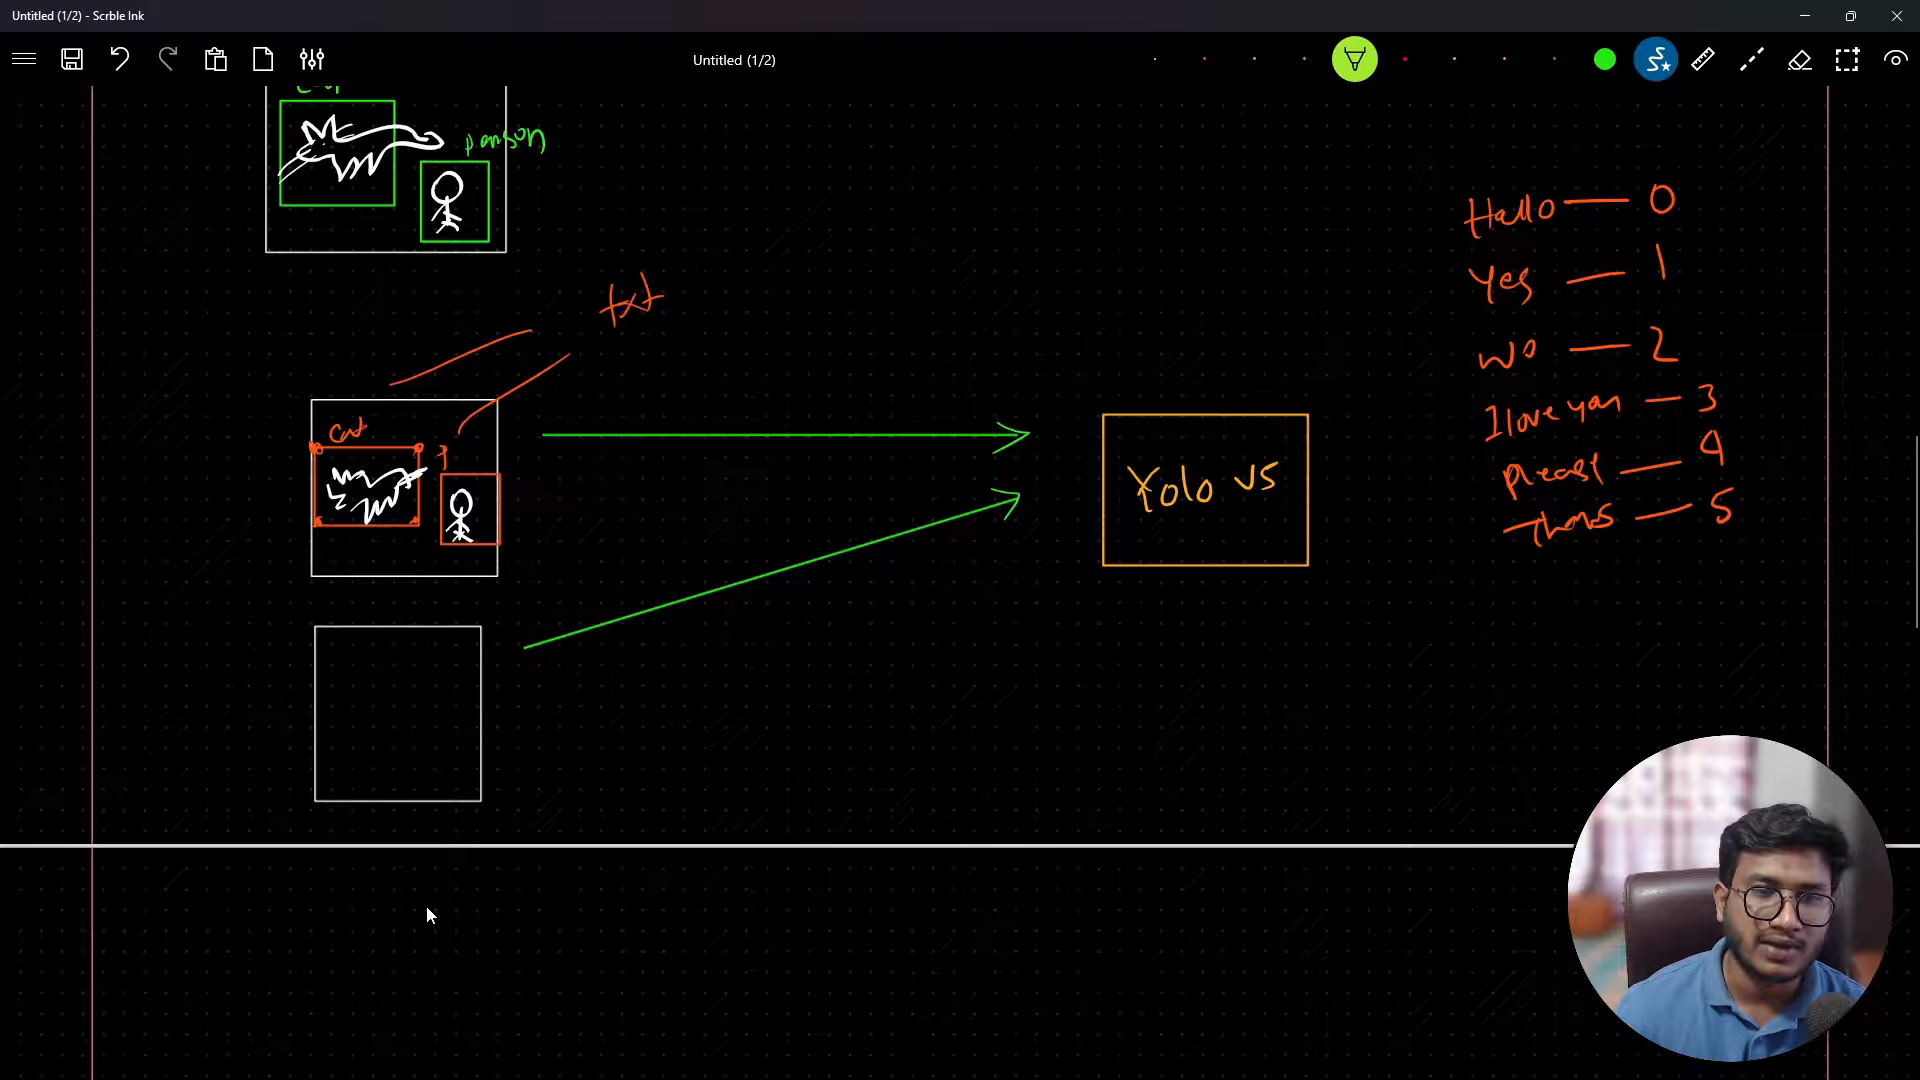 Untitled (1/2) - Scrble Ink
Untitled (1/2)
person
txt
cat
Yolo v5
Hello — 0
Yes — 1
No — 2
I love you — 3
please — 4
Thanks — 5